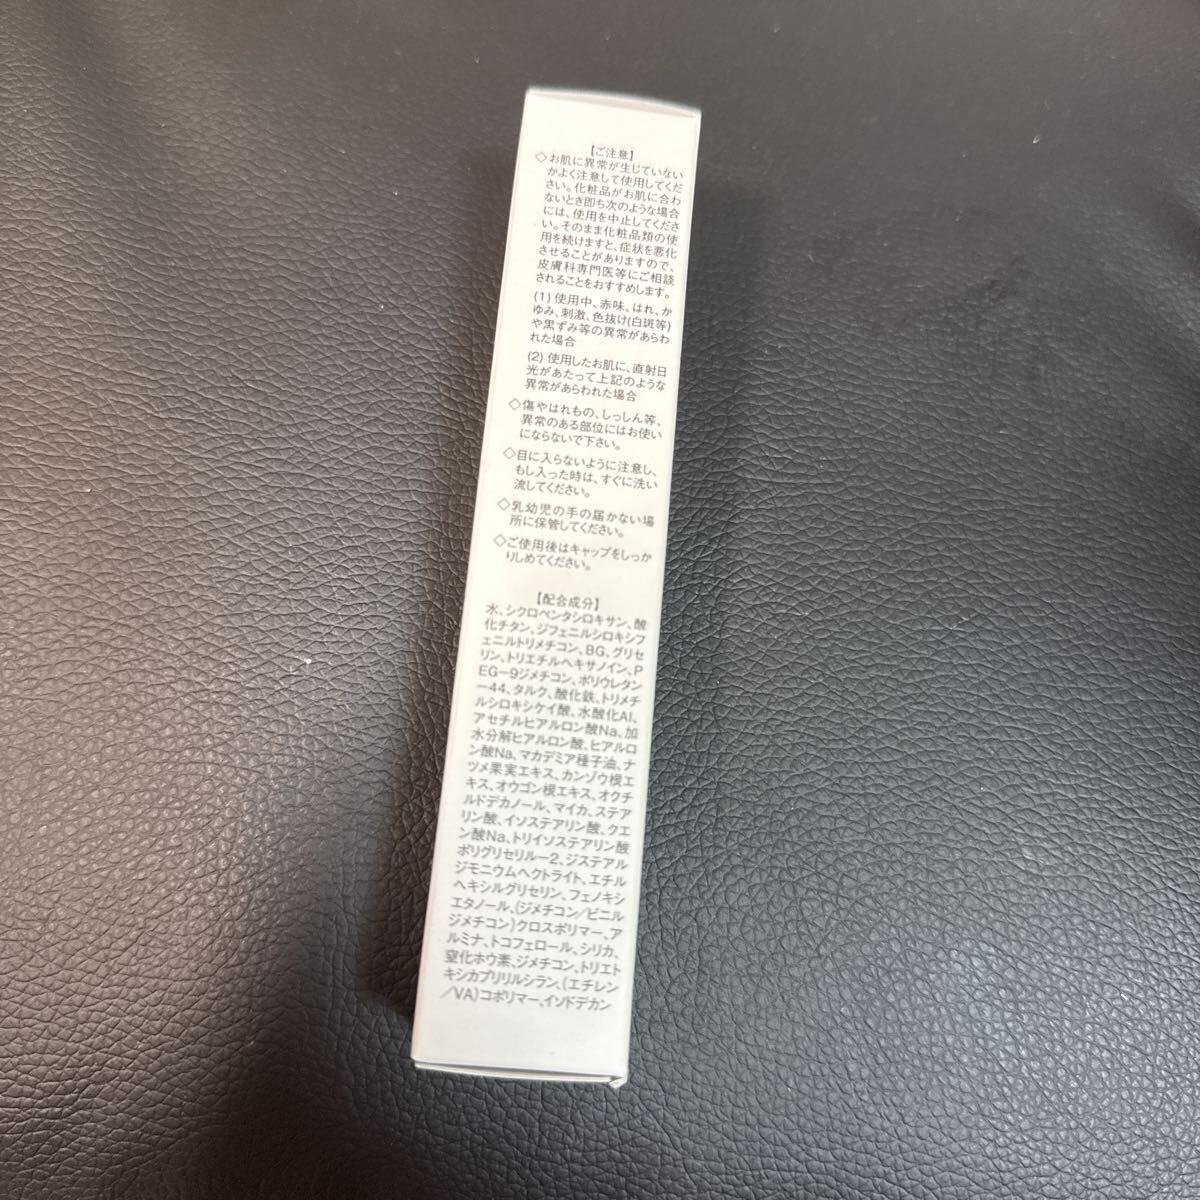 【ご注意】
◇お肌に異常が生じていない
かよく注意して使用してくだ
さい。化粧品がお肌に合わ
ないとき即ち次のような場合
には、使用を中止してくださ
い。そのまま化粧品類の使
用を続けますと、症状を悪化
させることがありますので、
皮膚科専門医等にご相談
されることをおすすめします。
(1) 使用中、赤味、はれ、か
ゆみ、刺激、色抜け(白斑等)
や黒ずみ等の異常があらわ
れた場合
(2) 使用したお肌に、直射日
光があたって上記のような
異常があらわれた場合
◇傷やはれもの、しっしん等、
異常のある部位にはお使い
にならないで下さい。
◇目に入らないように注意し、
もし入った時は、すぐに洗い
流してください。
◇乳幼児の手の届かない場
所に保管してください。
◇ご使用後はキャップをしっか
りしめてください。
【配合成分】
水、シクロペンタシロキサン、酸
化チタン、ジフェニルシロキシフ
ェニルトリメチコン、BG、グリセ
リン、トリエチルヘキサノイン、P
EG－9ジメチコン、ポリウレタン
－44、タルク、酸化鉄、トリメチ
ルシロキシケイ酸、水酸化Al、
アセチルヒアルロン酸Na、加
水分解ヒアルロン酸、ヒアルロ
ン酸Na、マカデミア種子油、ナ
ツメ果実エキス、カンゾウ根エ
キス、オウゴン根エキス、オクチ
ルドデカノール、マイカ、ステア
リン酸、イソステアリン酸、クエ
ン酸Na、トリイソステアリン酸
ポリグリセリル－2、ジステアル
ジモニウムヘクトライト、エチル
ヘキシルグリセリン、フェノキシ
エタノール、(ジメチコン／ビニル
ジメチコン)クロスポリマー、ア
ルミナ、トコフェロール、シリカ、
窒化ホウ素、ジメチコン、トリエト
キシカプリリルシラン、(エチレン
／VA)コポリマー、イソドデカン